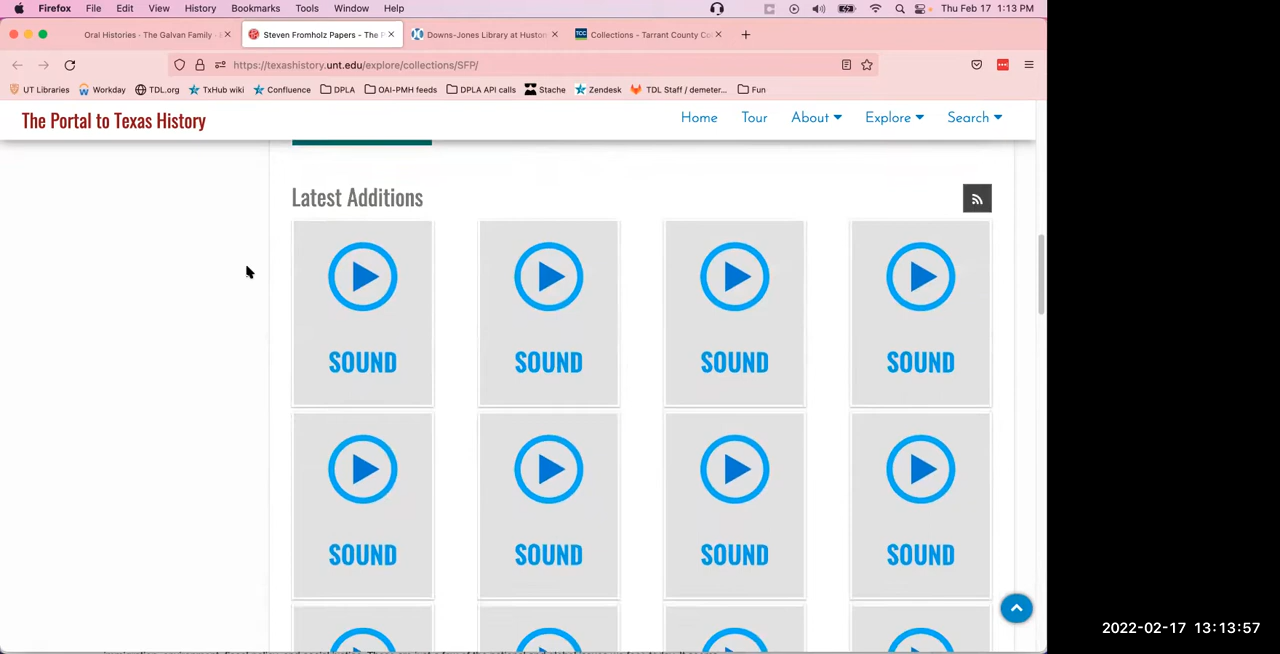 Firefox File Edit View History Bookmarks Tools Window Help Thu Feb 17 1:13 PM
Oral Histories - The Galvan Family - Steven Fromholz Papers - The P Downs-Jones Library at Huston Collections - Tarrant County Co
https://texashistory.unt.edu/explore/collections/SFP/
UT Libraries Workday TDL.org TxHub wiki Confluence DPLA OAI-PMH feeds DPLA API calls Stache Zendesk TDL Staff / demeter... Fun
The Portal to Texas History Home Tour About Explore Search
Latest Additions
SOUND SOUND SOUND SOUND
SOUND SOUND SOUND SOUND
2022-02-17 13:13:57